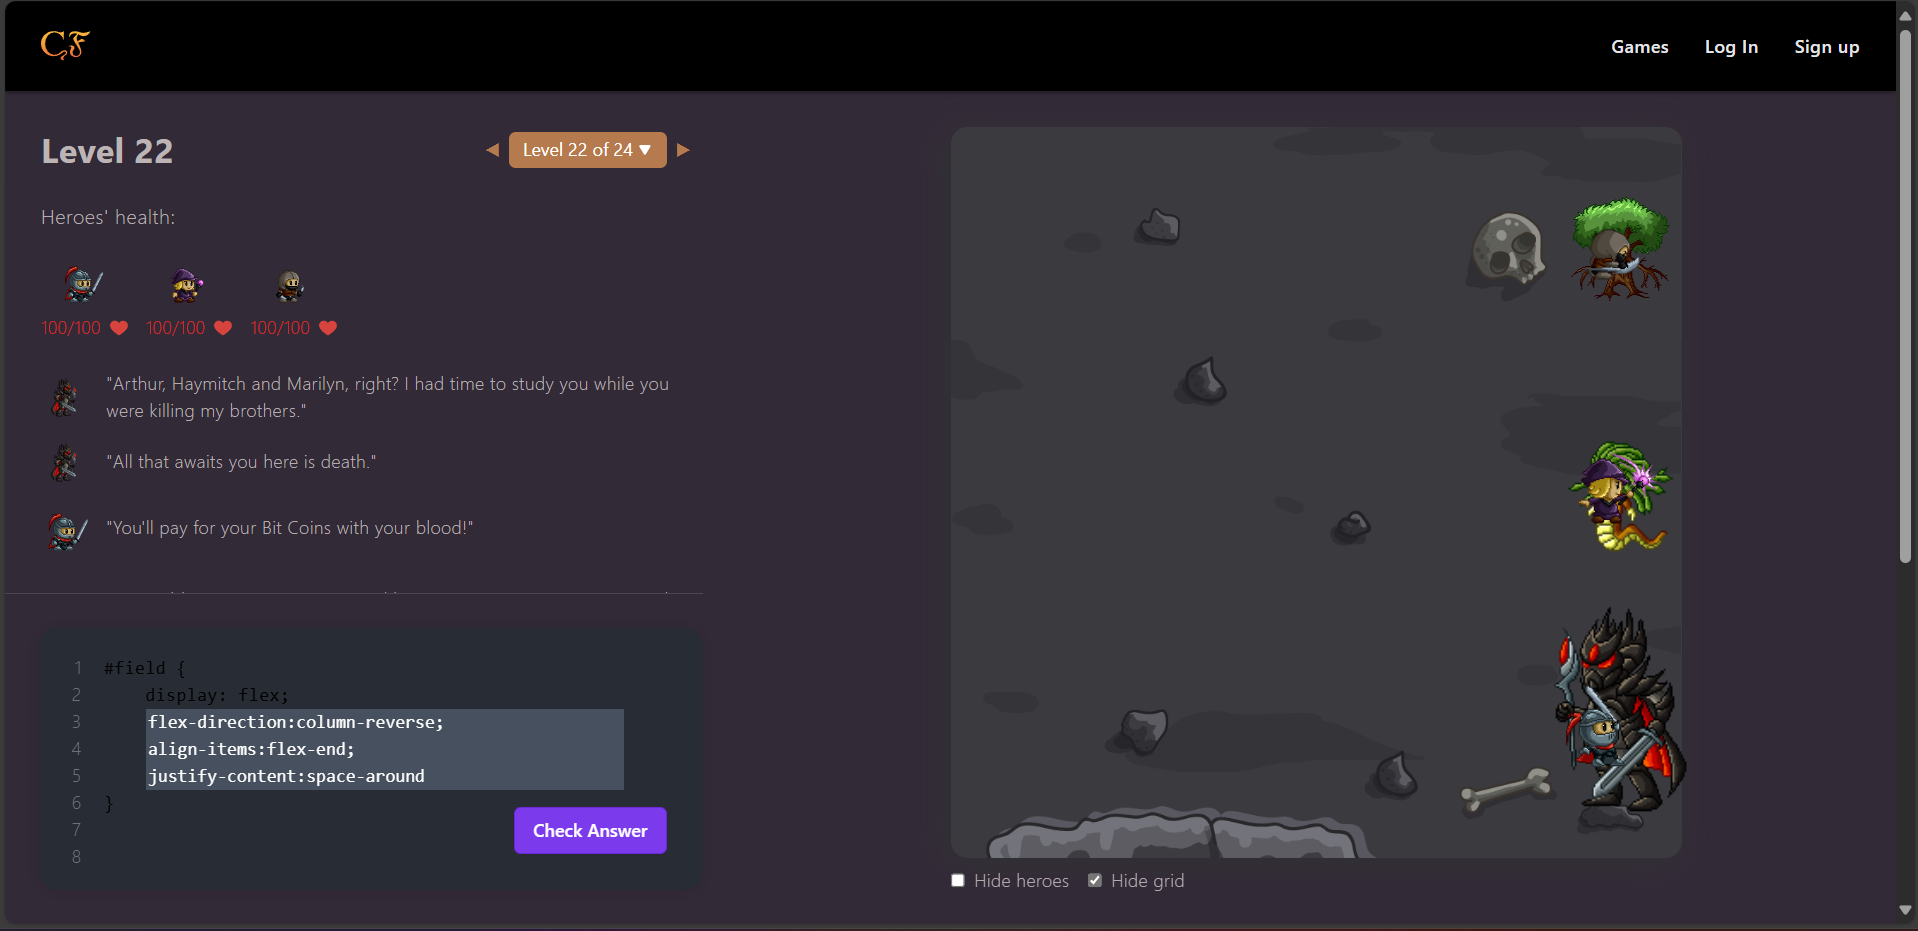 CF
Games
Log In
Sign up
Level 22
Level 22 of 24 ▼
Heroes' health:
100/100
100/100
100/100
"Arthur, Haymitch and Marilyn, right? I had time to study you while you
were killing my brothers."
"All that awaits you here is death."
"You'll pay for your Bit Coins with your blood!"
1 #field {
2 display: flex;
3 flex-direction:column-reverse;
4 align-items:flex-end;
5 justify-content:space-around
6 }
7
8
Check Answer
Hide heroes
Hide grid